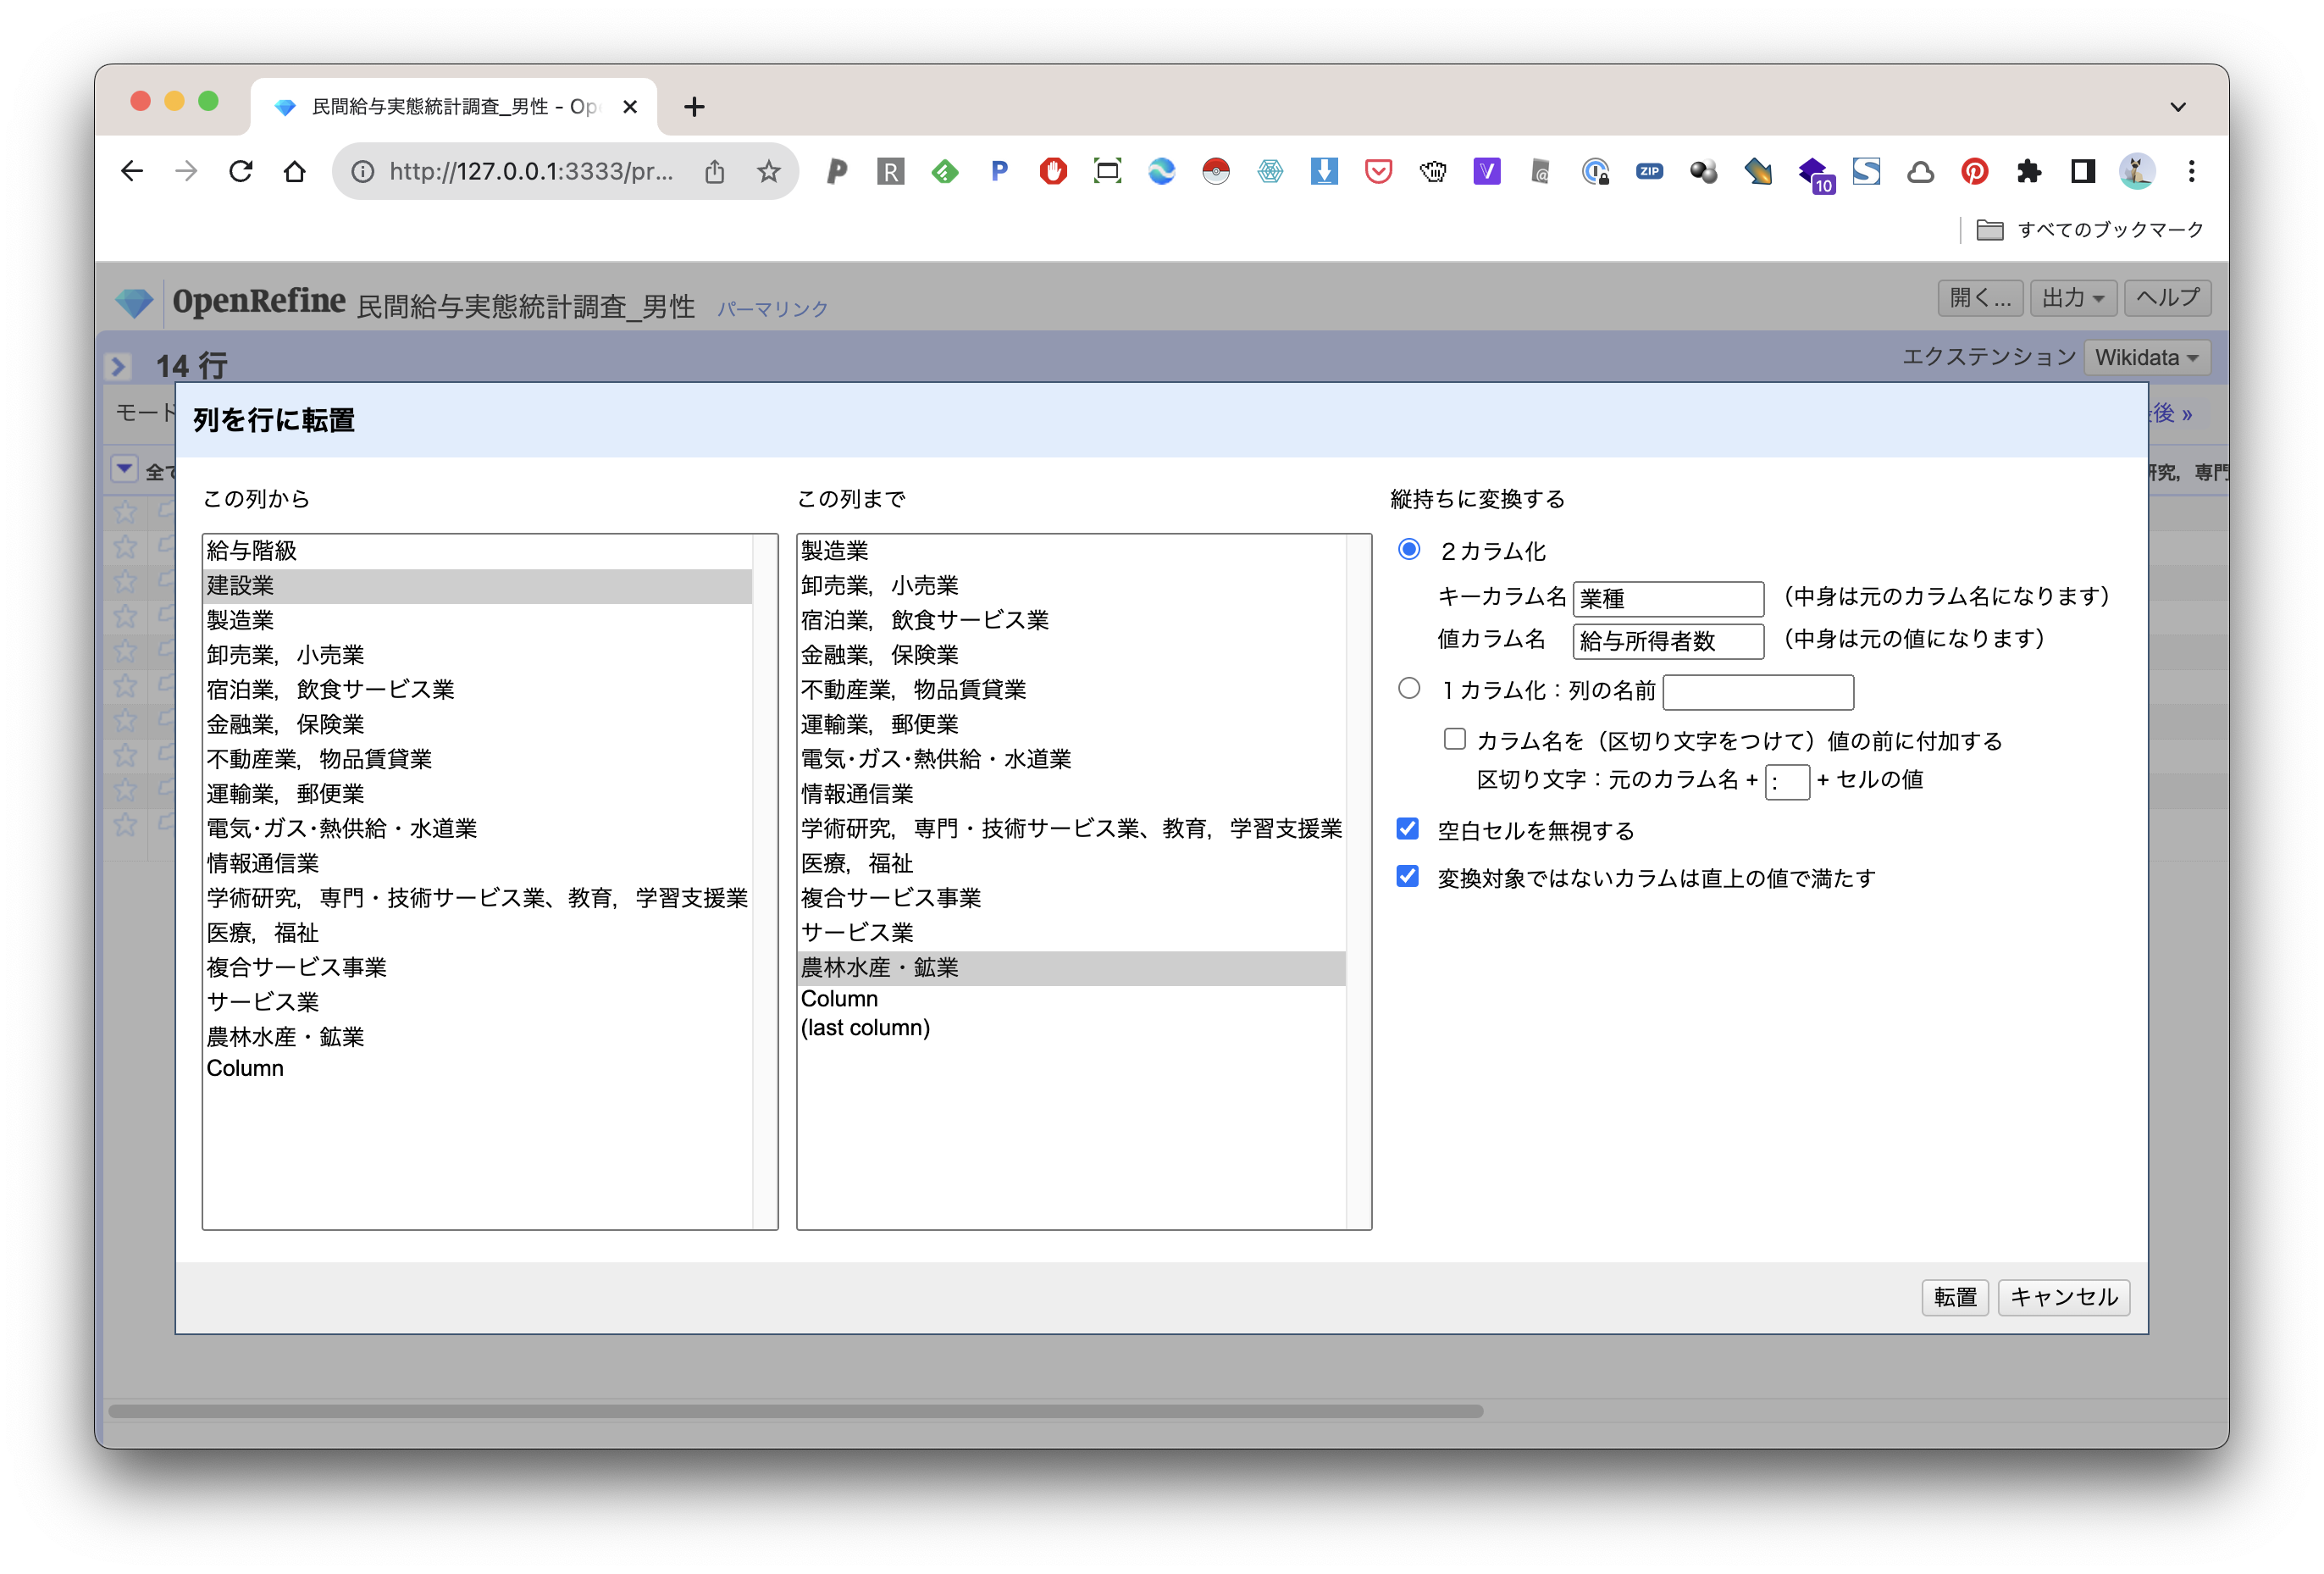 民間給与実態統計調査_男性 - Op
http://127.0.0.1:3333/pr...
ZIP
10
すべてのブックマーク
OpenRefine 民間給与実態統計調査_男性 パーマリンク
開く... 出力 ヘルプ
14 行
エクステンション Wikidata
モード
後 »
全て
研究, 専門
列を行に転置
この列から
給与階級
建設業
製造業
卸売業, 小売業
宿泊業, 飲食サービス業
金融業, 保険業
不動産業, 物品賃貸業
運輸業, 郵便業
電気･ガス･熱供給・水道業
情報通信業
学術研究, 専門・技術サービス業、教育, 学習支援業
医療, 福祉
複合サービス事業
サービス業
農林水産・鉱業
Column
この列まで
製造業
卸売業, 小売業
宿泊業, 飲食サービス業
金融業, 保険業
不動産業, 物品賃貸業
運輸業, 郵便業
電気･ガス･熱供給・水道業
情報通信業
学術研究, 専門・技術サービス業、教育, 学習支援業
医療, 福祉
複合サービス事業
サービス業
農林水産・鉱業
Column
(last column)
縦持ちに変換する
２カラム化
キーカラム名 業種 （中身は元のカラム名になります）
値カラム名 給与所得者数 （中身は元の値になります）
１カラム化：列の名前
カラム名を（区切り文字をつけて）値の前に付加する
区切り文字：元のカラム名 + : + セルの値
空白セルを無視する
変換対象ではないカラムは直上の値で満たす
転置 キャンセル